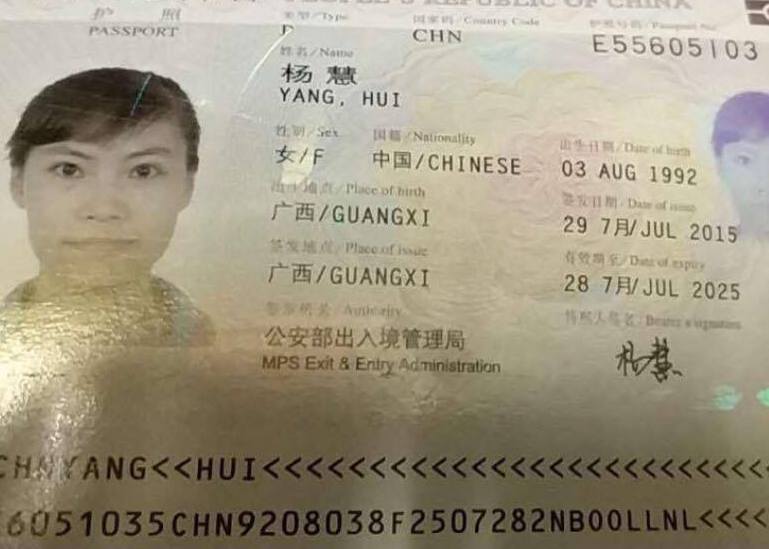 PEOPLE'S REPUBLIC OF CHINA
护 照
PASSPORT
类型/Type
P
国家码/Country Code
CHN
护照号码/Passport No.
E55605103
姓名/Name
杨 慧
YANG, HUI
性别/Sex
女/F
国籍/Nationality
中国/CHINESE
出生日期/Date of birth
03 AUG 1992
出生地点/Place of birth
广西/GUANGXI
签发日期/Date of issue
29 7月/JUL 2015
签发地点/Place of issue
广西/GUANGXI
有效期至/Date of expiry
28 7月/JUL 2025
签发机关/Authority
公安部出入境管理局
MPS Exit & Entry Administration
持照人签名/Bearer's signature
杨慧
CHNYANG<<HUI<<<<<<<<<<<<<<<<<<<<<<<<<<<
6051035CHN9208038F2507282NBOOLLNL<<<<